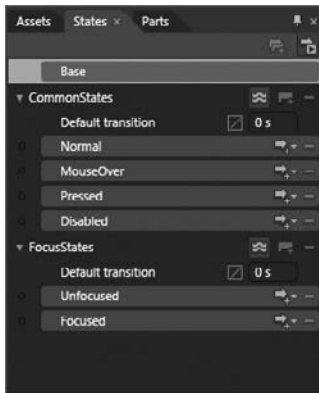 Assets States × Parts
Base
CommonStates
Default transition 0 s
Normal
MouseOver
Pressed
Disabled
FocusStates
Default transition 0 s
Unfocused
Focused